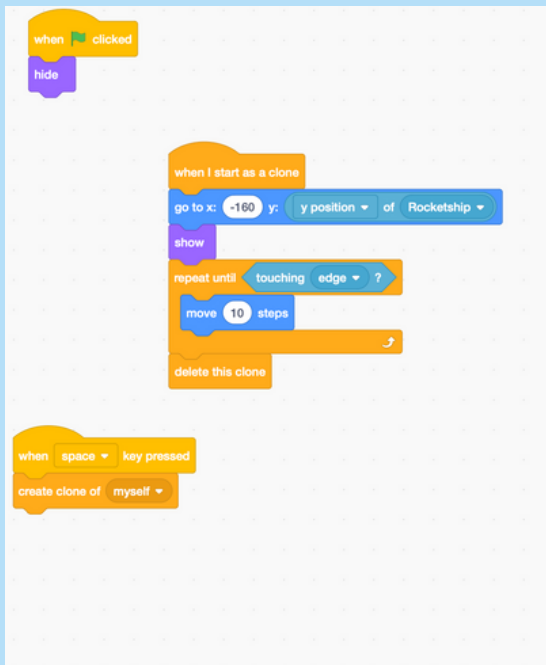 when clicked
hide
when I start as a clone
go to x: -160 y: y position of Rocketship
show
repeat until touching edge ?
move 10 steps
delete this clone
when space key pressed
create clone of myself